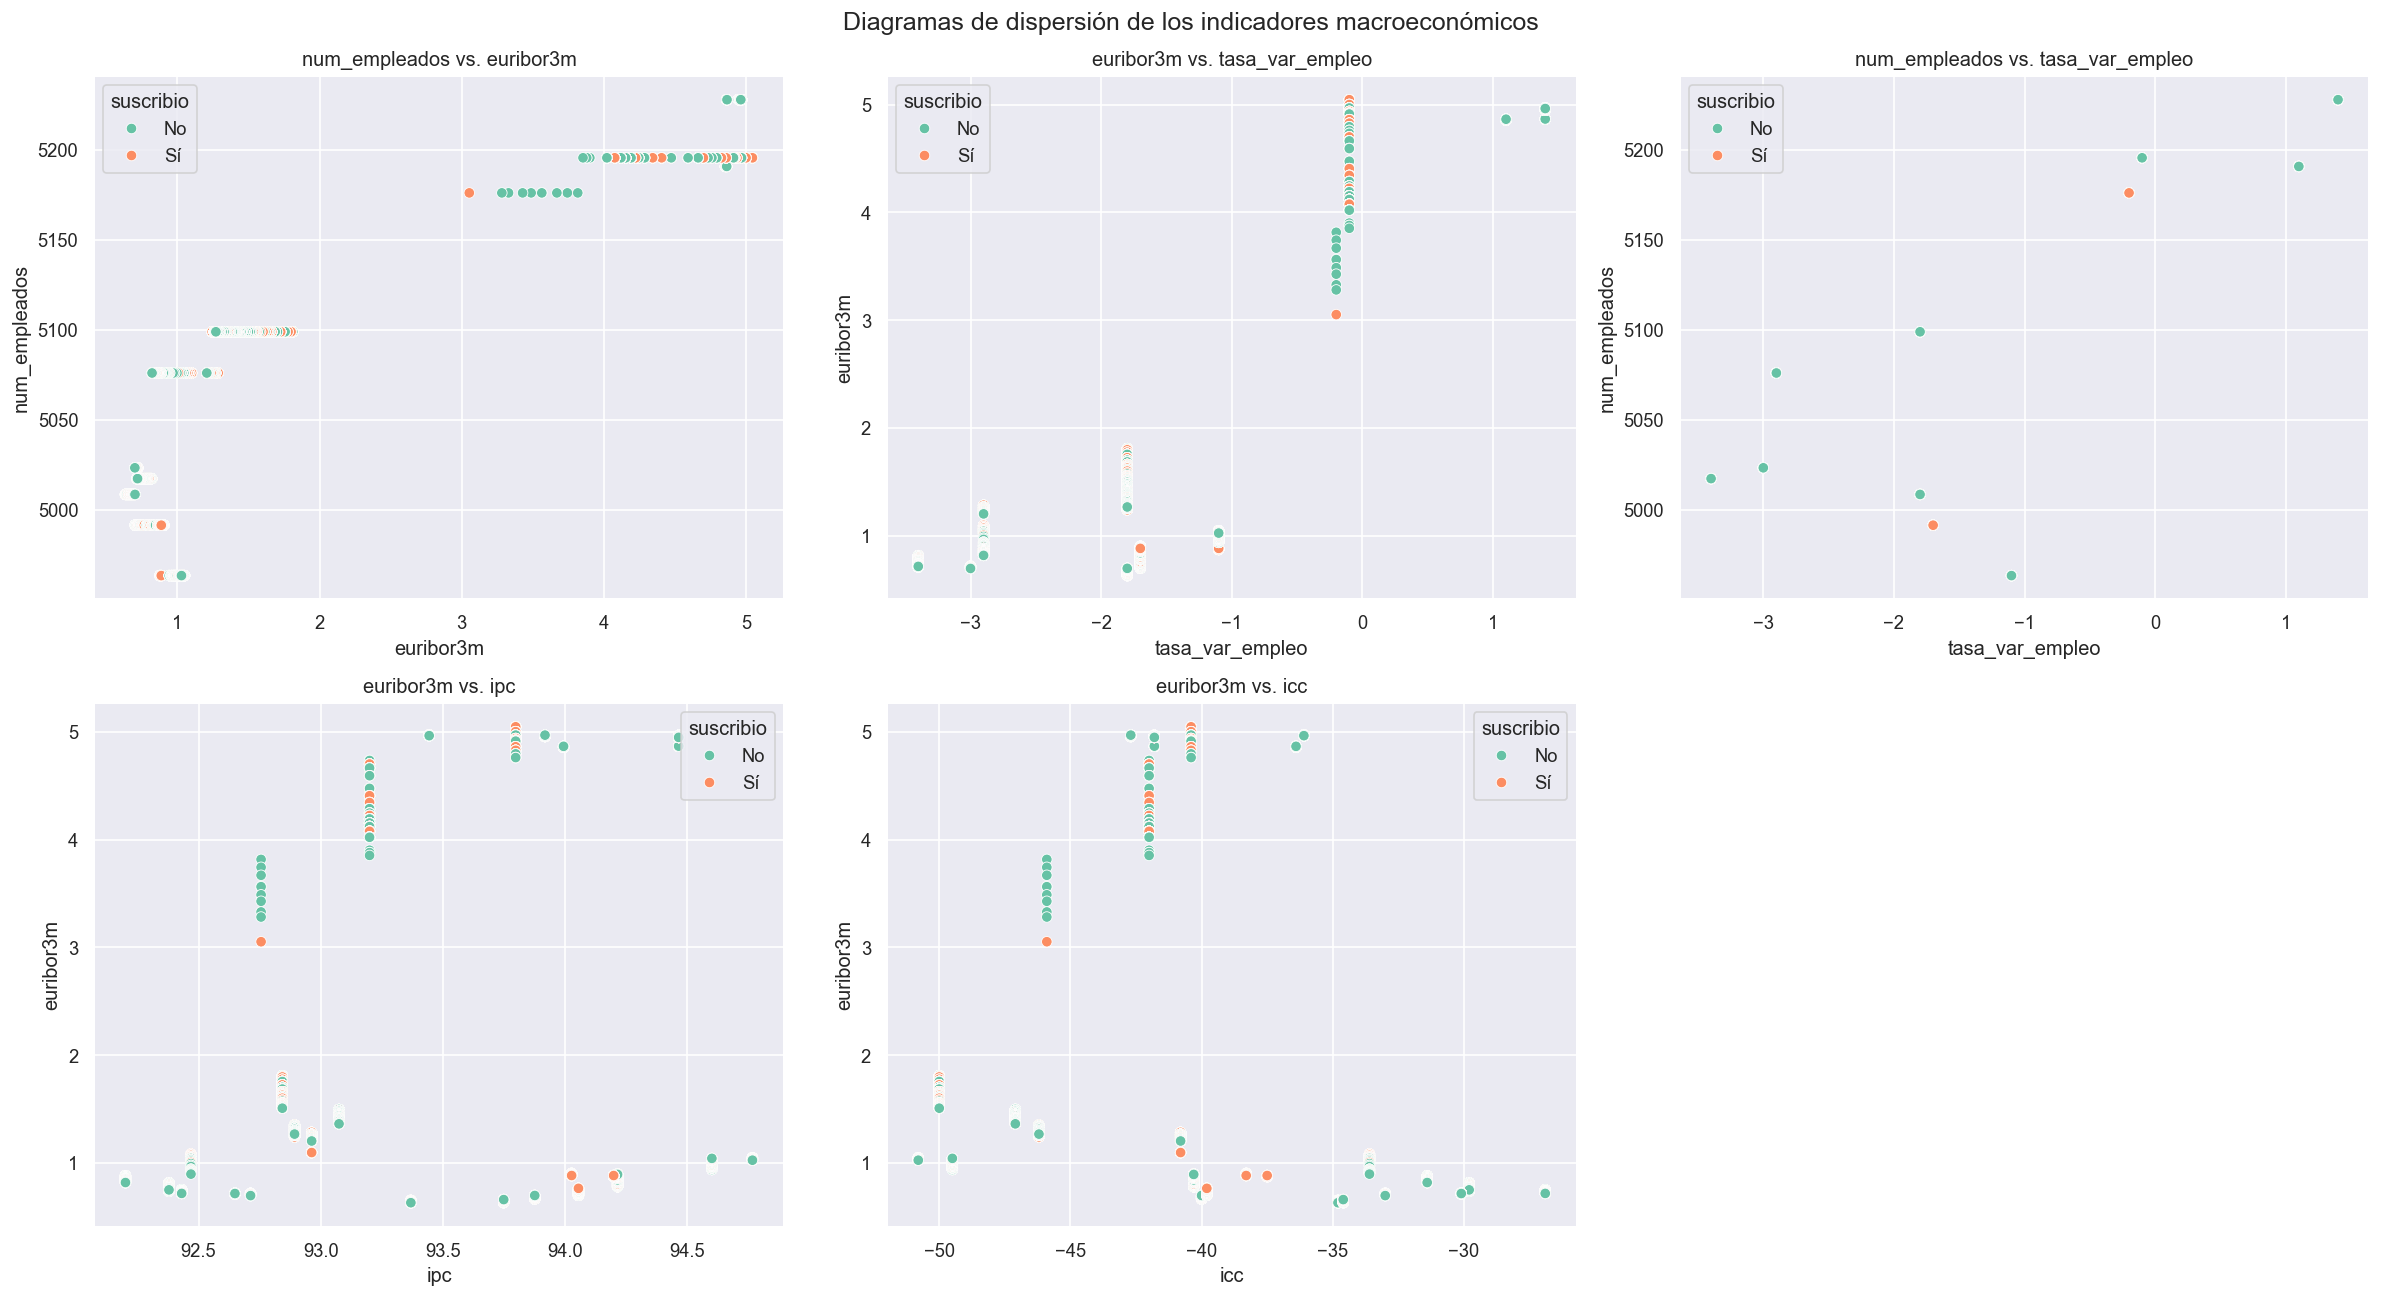 Diagramas de dispersión de los indicadores macroeconómicos
num_empleados vs. euribor3m
suscribio
No
Sí
5200
5150
5100
5050
5000
num_empleados
1 2 3 4 5
euribor3m
euribor3m vs. tasa_var_empleo
suscribio
No
Sí
5
4
3
2
1
euribor3m
−3 −2 −1 0 1
tasa_var_empleo
num_empleados vs. tasa_var_empleo
suscribio
No
Sí
5200
5150
5100
5050
5000
num_empleados
−3 −2 −1 0 1
tasa_var_empleo
euribor3m vs. ipc
suscribio
No
Sí
5
4
3
2
1
euribor3m
92.5 93.0 93.5 94.0 94.5
ipc
euribor3m vs. icc
suscribio
No
Sí
5
4
3
2
1
euribor3m
−50 −45 −40 −35 −30
icc